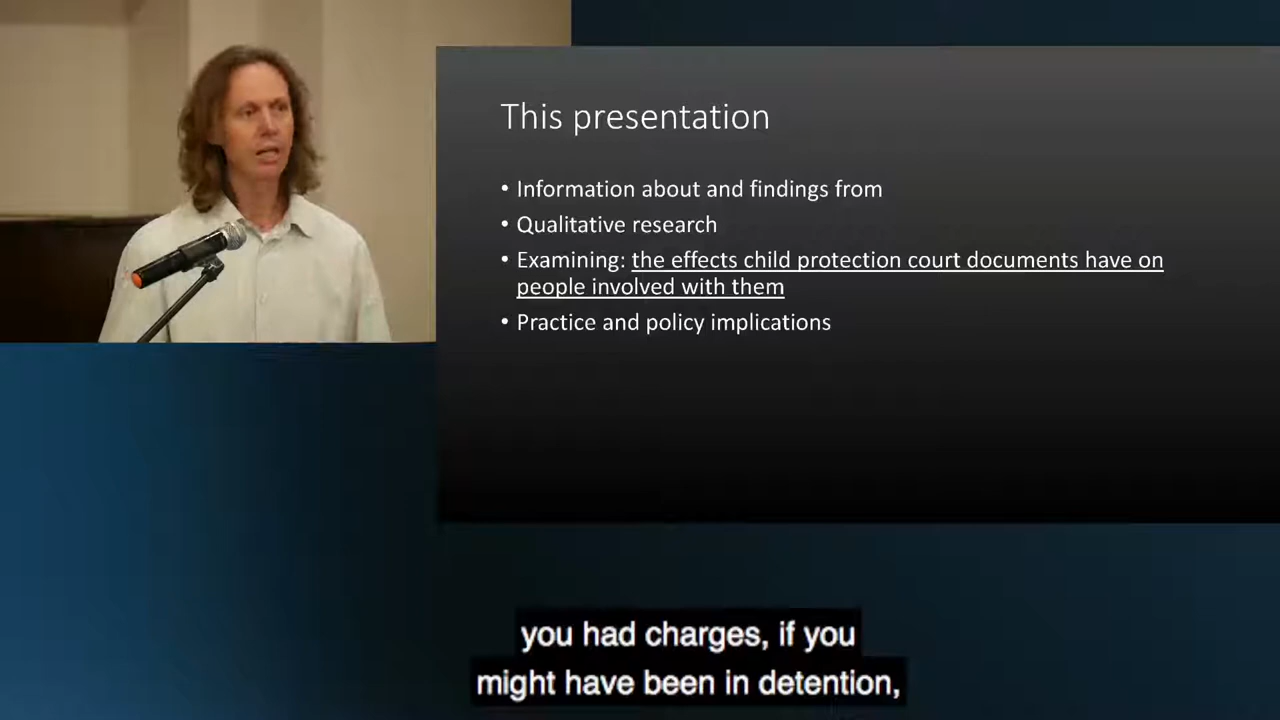 This presentation
• Information about and findings from
• Qualitative research
• Examining: the effects child protection court documents have on
people involved with them
• Practice and policy implications
you had charges, if you
might have been in detention,